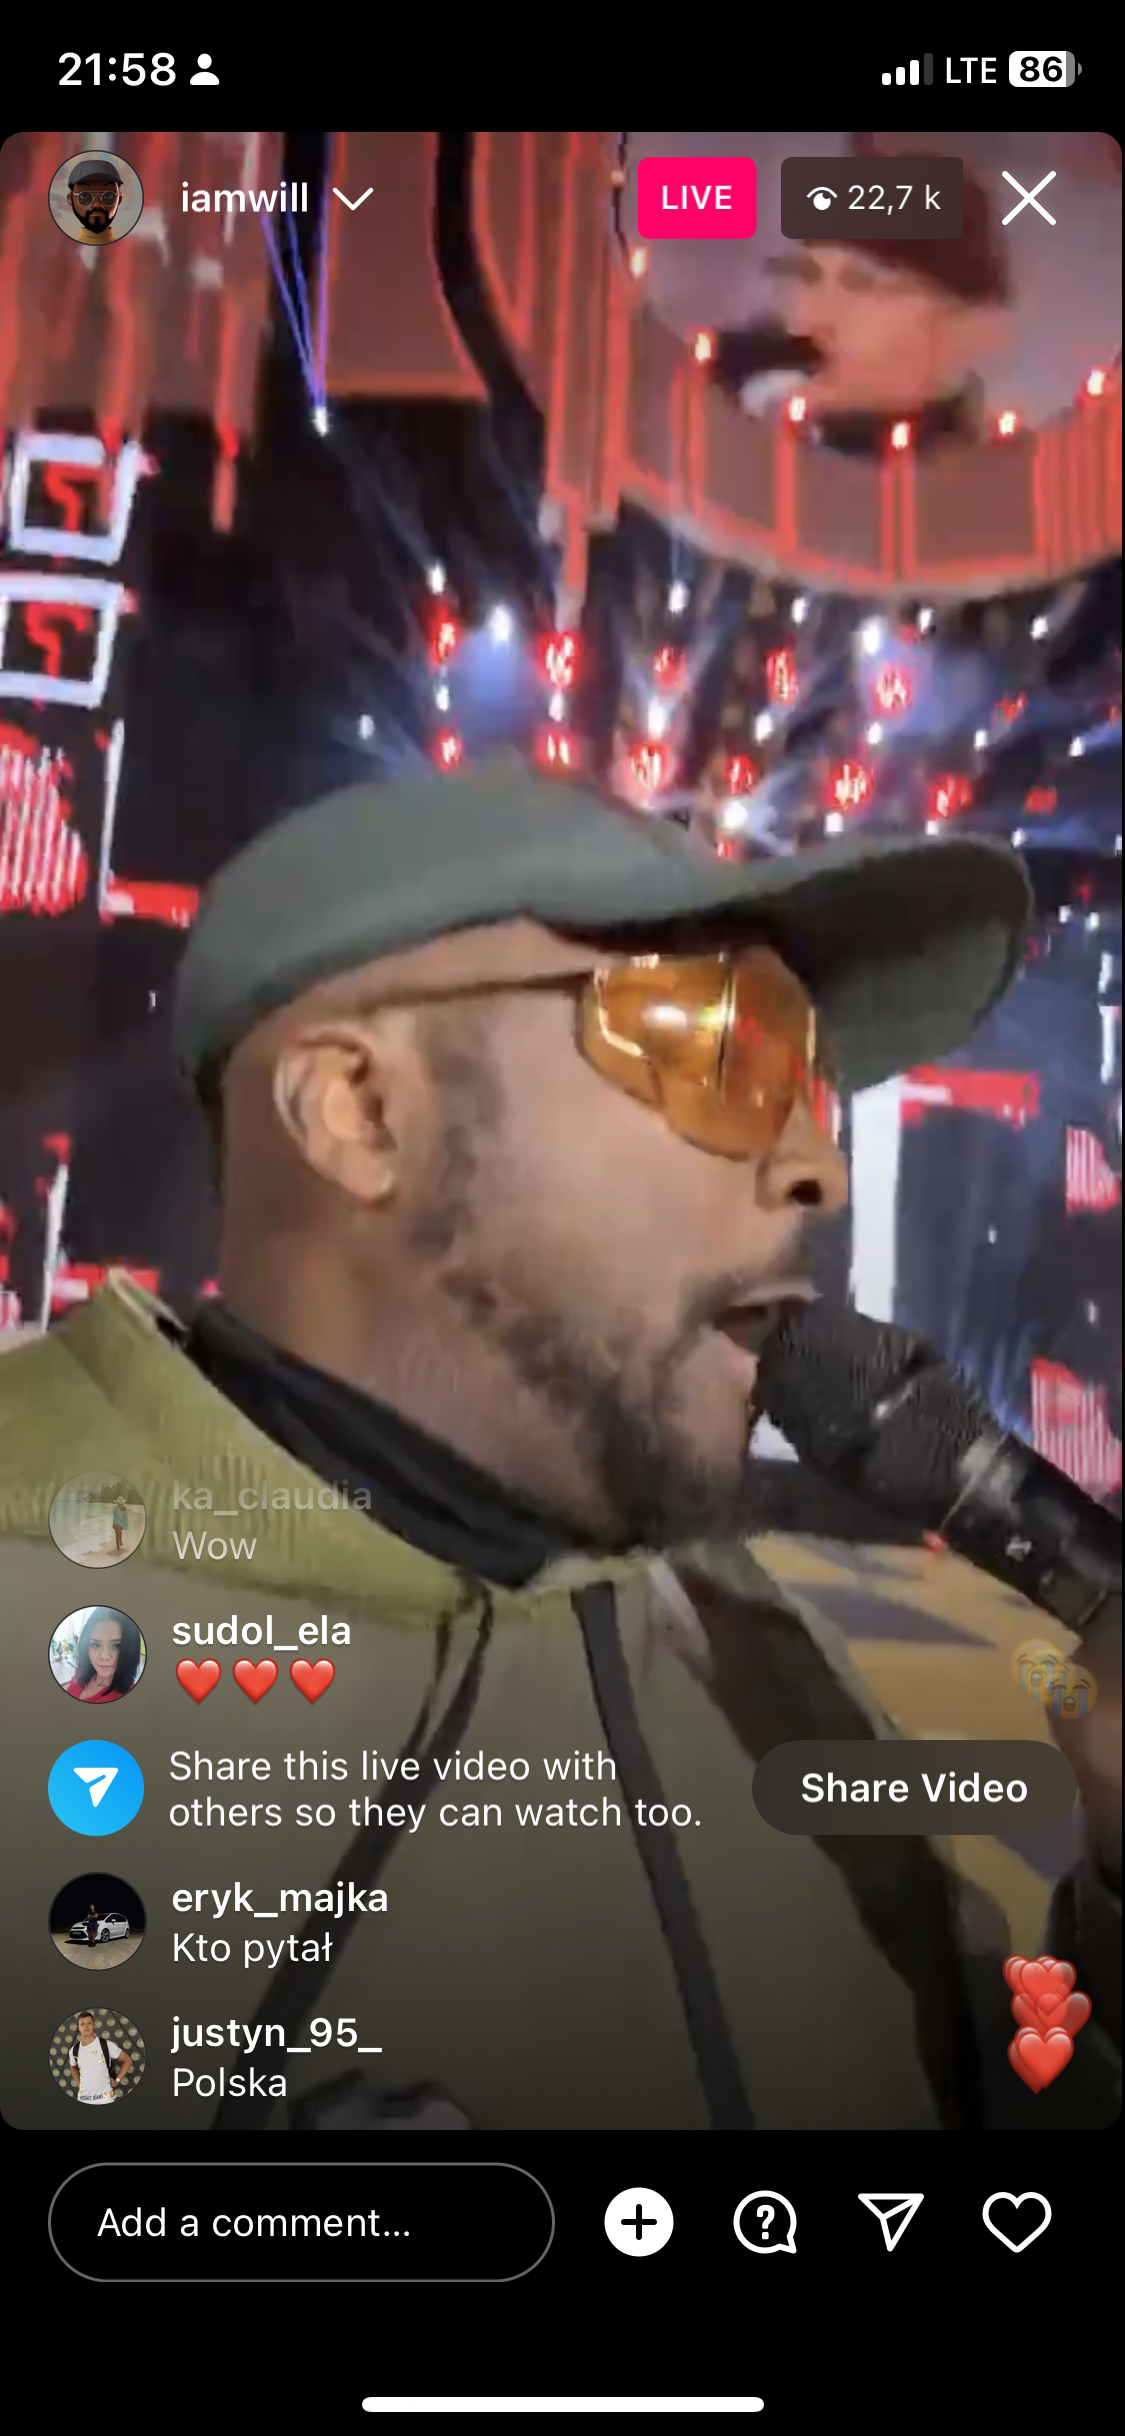 21:58
LTE 86
iamwill
LIVE
22,7 k
ka_claudia
Wow
sudol_ela
❤️❤️❤️
Share this live video with
others so they can watch too.
Share Video
eryk_majka
Kto pytał
justyn_95_
Polska
Add a comment...